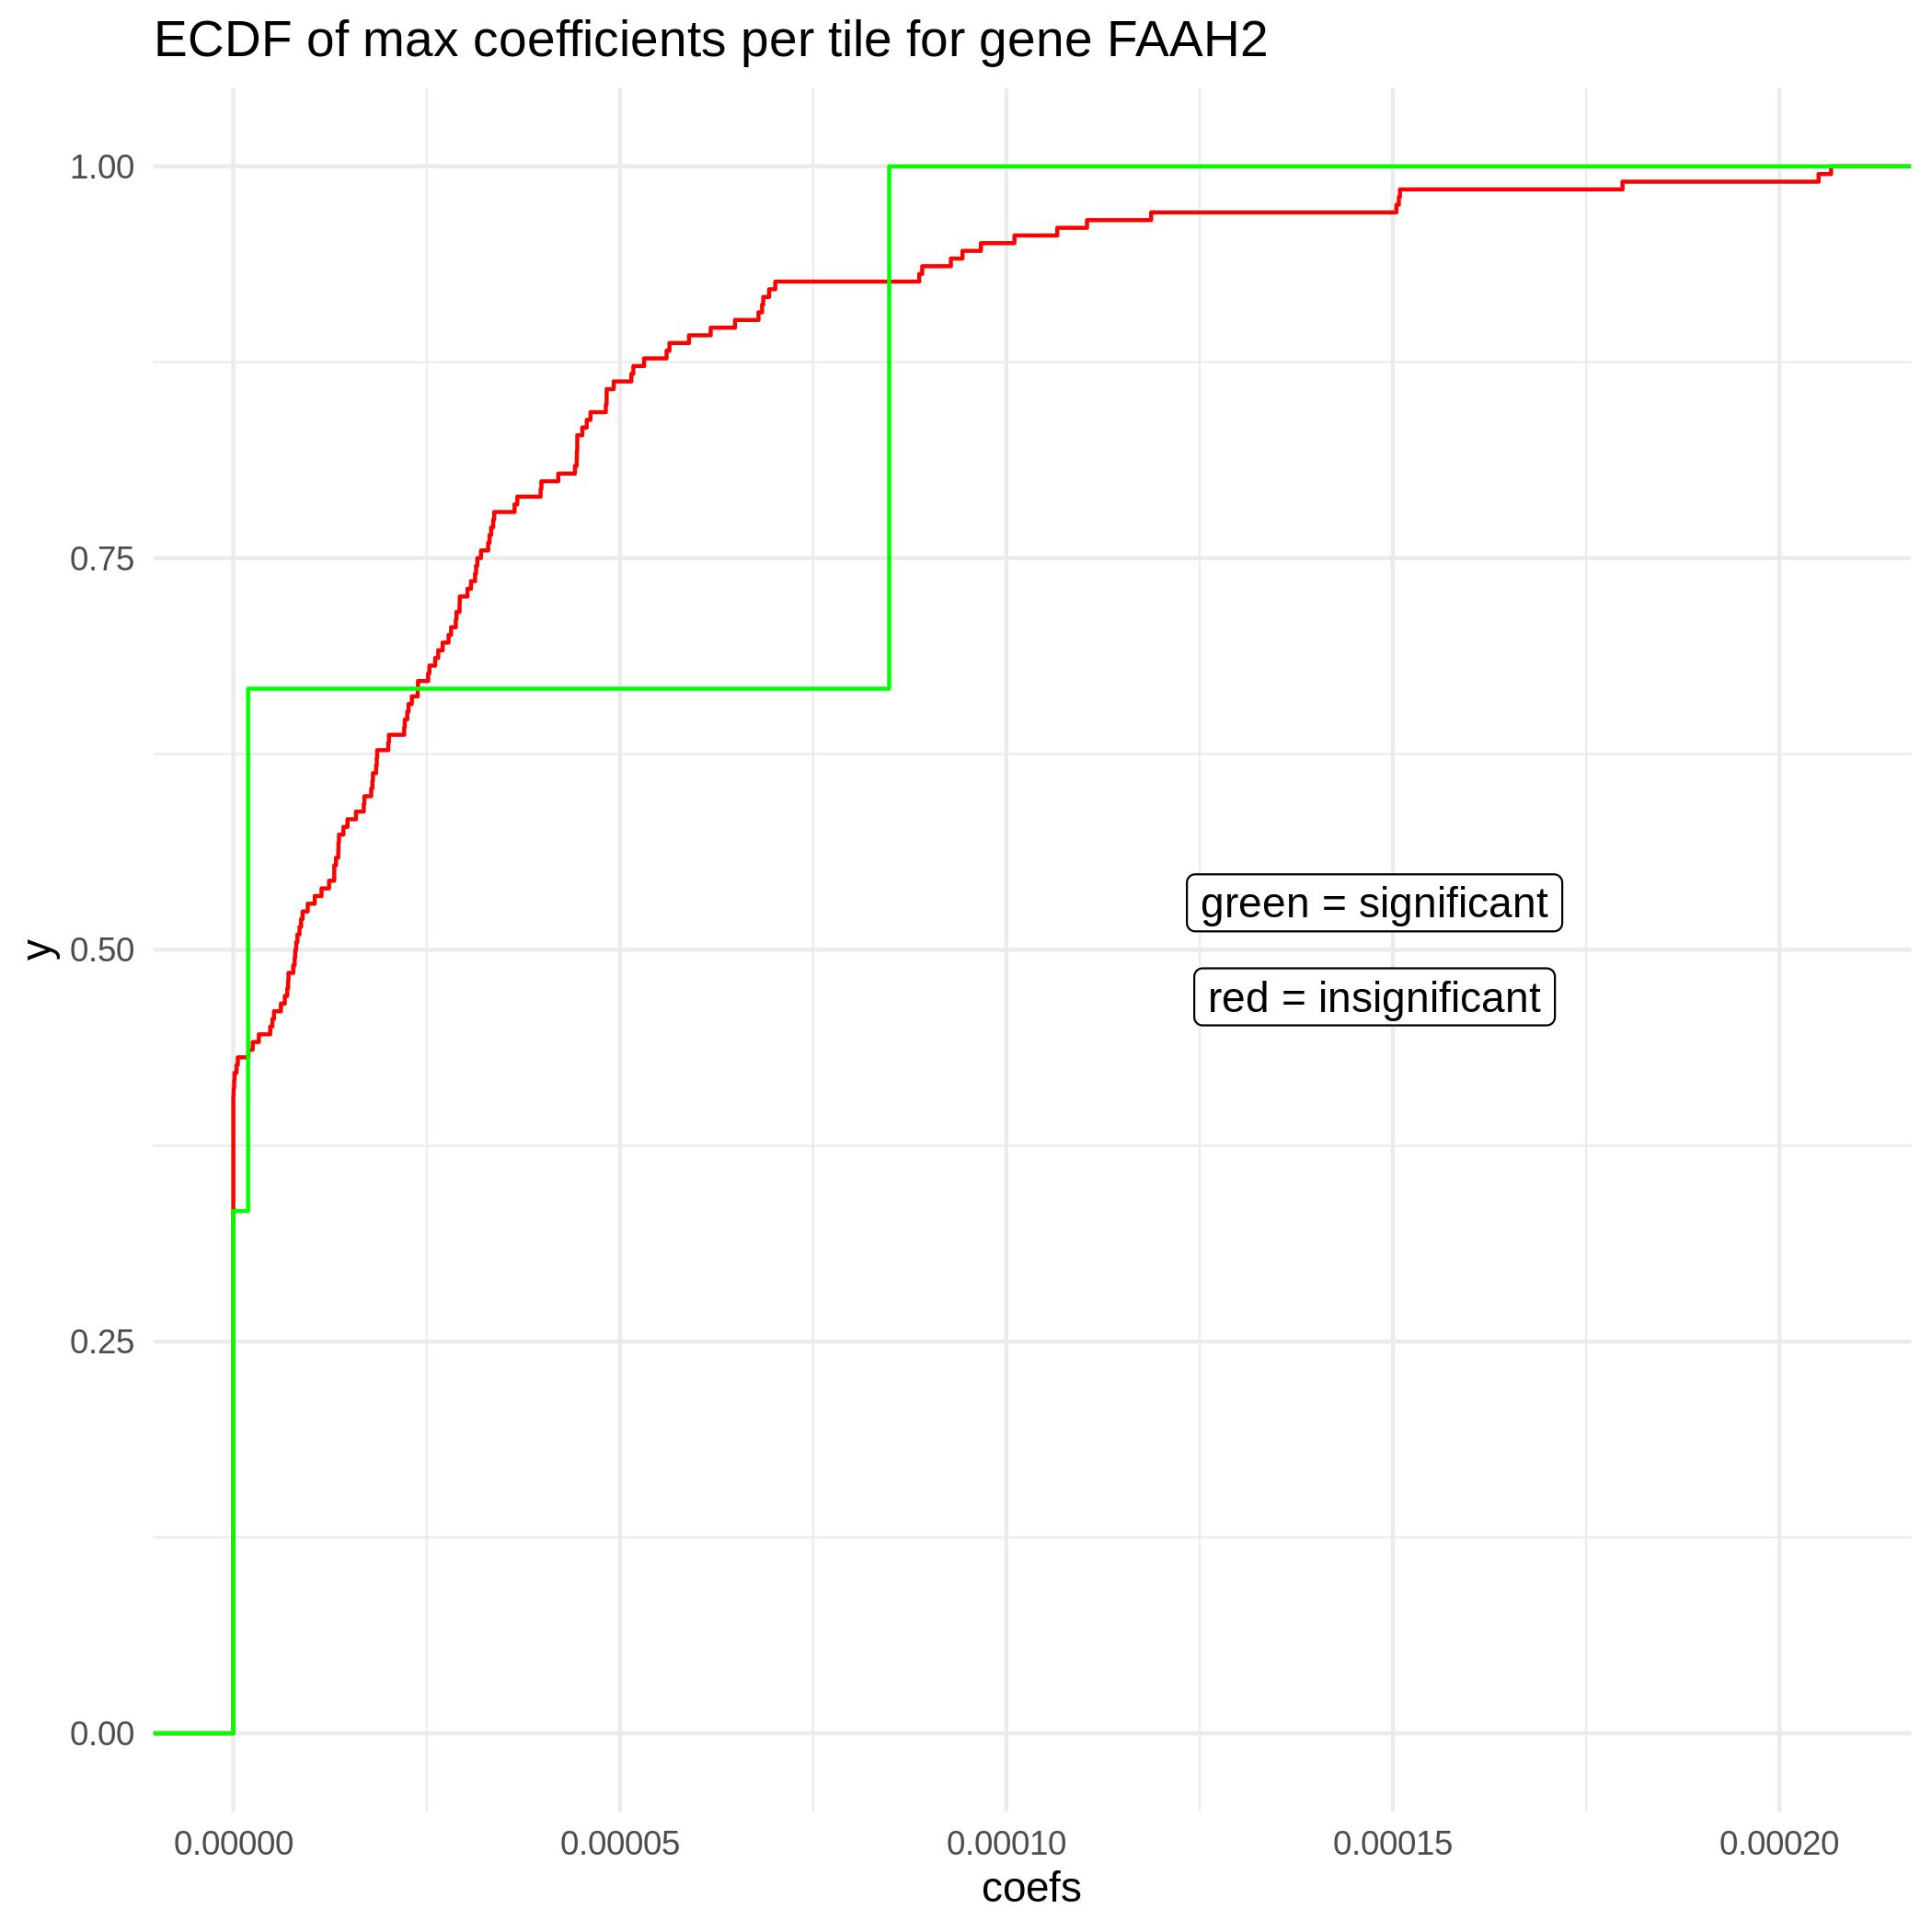 ECDF of max coefficients per tile for gene FAAH2
1.00
0.75
0.50
0.25
0.00
y
green = significant
red = insignificant
0.00000 0.00005 0.00010 0.00015 0.00020
coefs